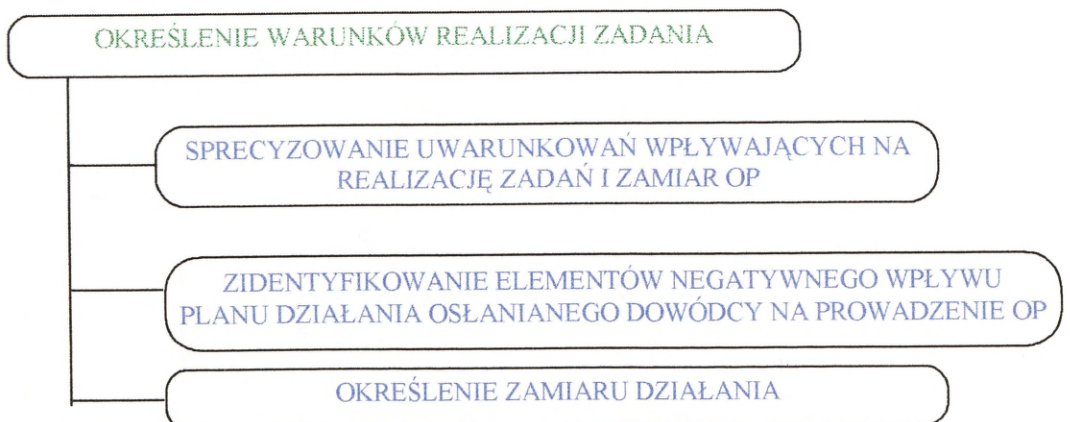 OKREŚLENIE WARUNKÓW REALIZACJI ZADANIA
SPRECYZOWANIE UWARUNKOWAŃ WPŁYWAJĄCYCH NA
REALIZACJĘ ZADAŃ I ZAMIAR OP
ZIDENTYFIKOWANIE ELEMENTÓW NEGATYWNEGO WPŁYWU
PLANU DZIAŁANIA OSŁANIANEGO DOWÓDCY NA PROWADZENIE OP
OKREŚLENIE ZAMIARU DZIAŁANIA